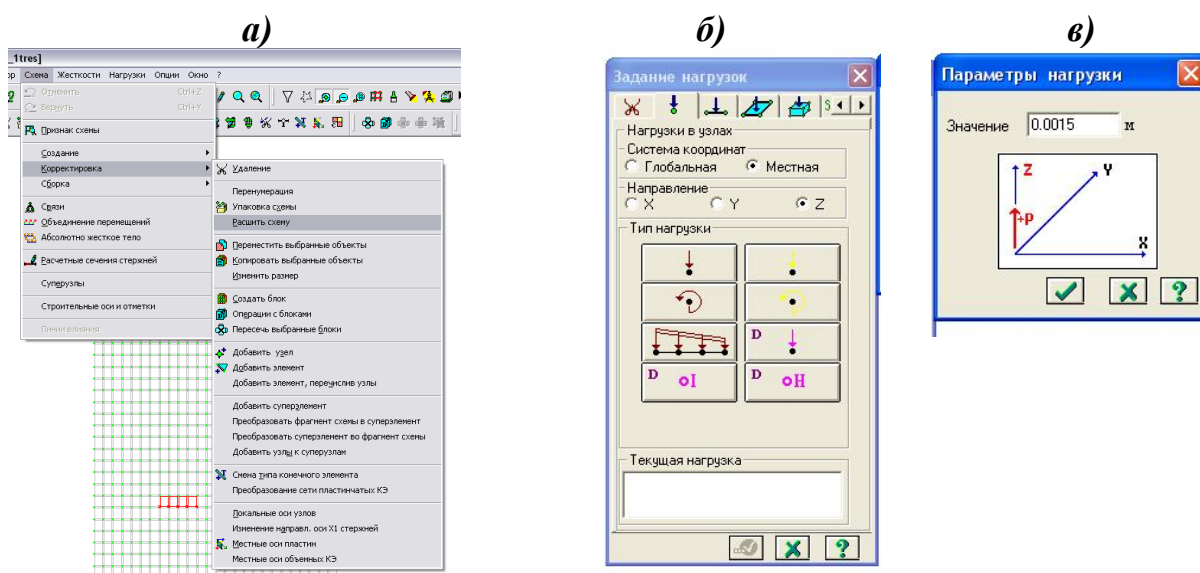 а)
б)
в)
_1tres]
ор Схема Жесткости Нагрузки Опции Окно ?
Отменить Ctrl+Z
Вернуть Ctrl+Y
Признак схемы
Создание
Корректировка
Сборка
Связи
Объединение перемещений
Абсолютно жесткое тело
Расчетные сечения стержней
Суперузлы
Строительные оси и отметки
Линии влияния
Удаление
Перенумерация
Упаковка схемы
Расшить схему
Переместить выбранные объекты
Копировать выбранные объекты
Изменить размер
Создать блок
Операции с блоками
Пересечь выбранные блоки
Добавить узел
Добавить элемент
Добавить элемент, перечислив узлы
Добавить суперэлемент
Преобразовать фрагмент схемы в суперэлемент
Преобразовать суперэлемент во фрагмент схемы
Добавить узлы к суперузлам
Смена типа конечного элемента
Преобразование сети пластинчатых КЭ
Локальные оси узлов
Изменение направл. оси X1 стержней
Местные оси пластин
Местные оси объемных КЭ
Задание нагрузок
S
Нагрузки в узлах
Система координат
Глобальная Местная
Направление
X Y Z
Тип нагрузки
D
D I D H
Текущая нагрузка
?
Параметры нагрузки
Значение 0.0015 м
Z Y
+p
X
?